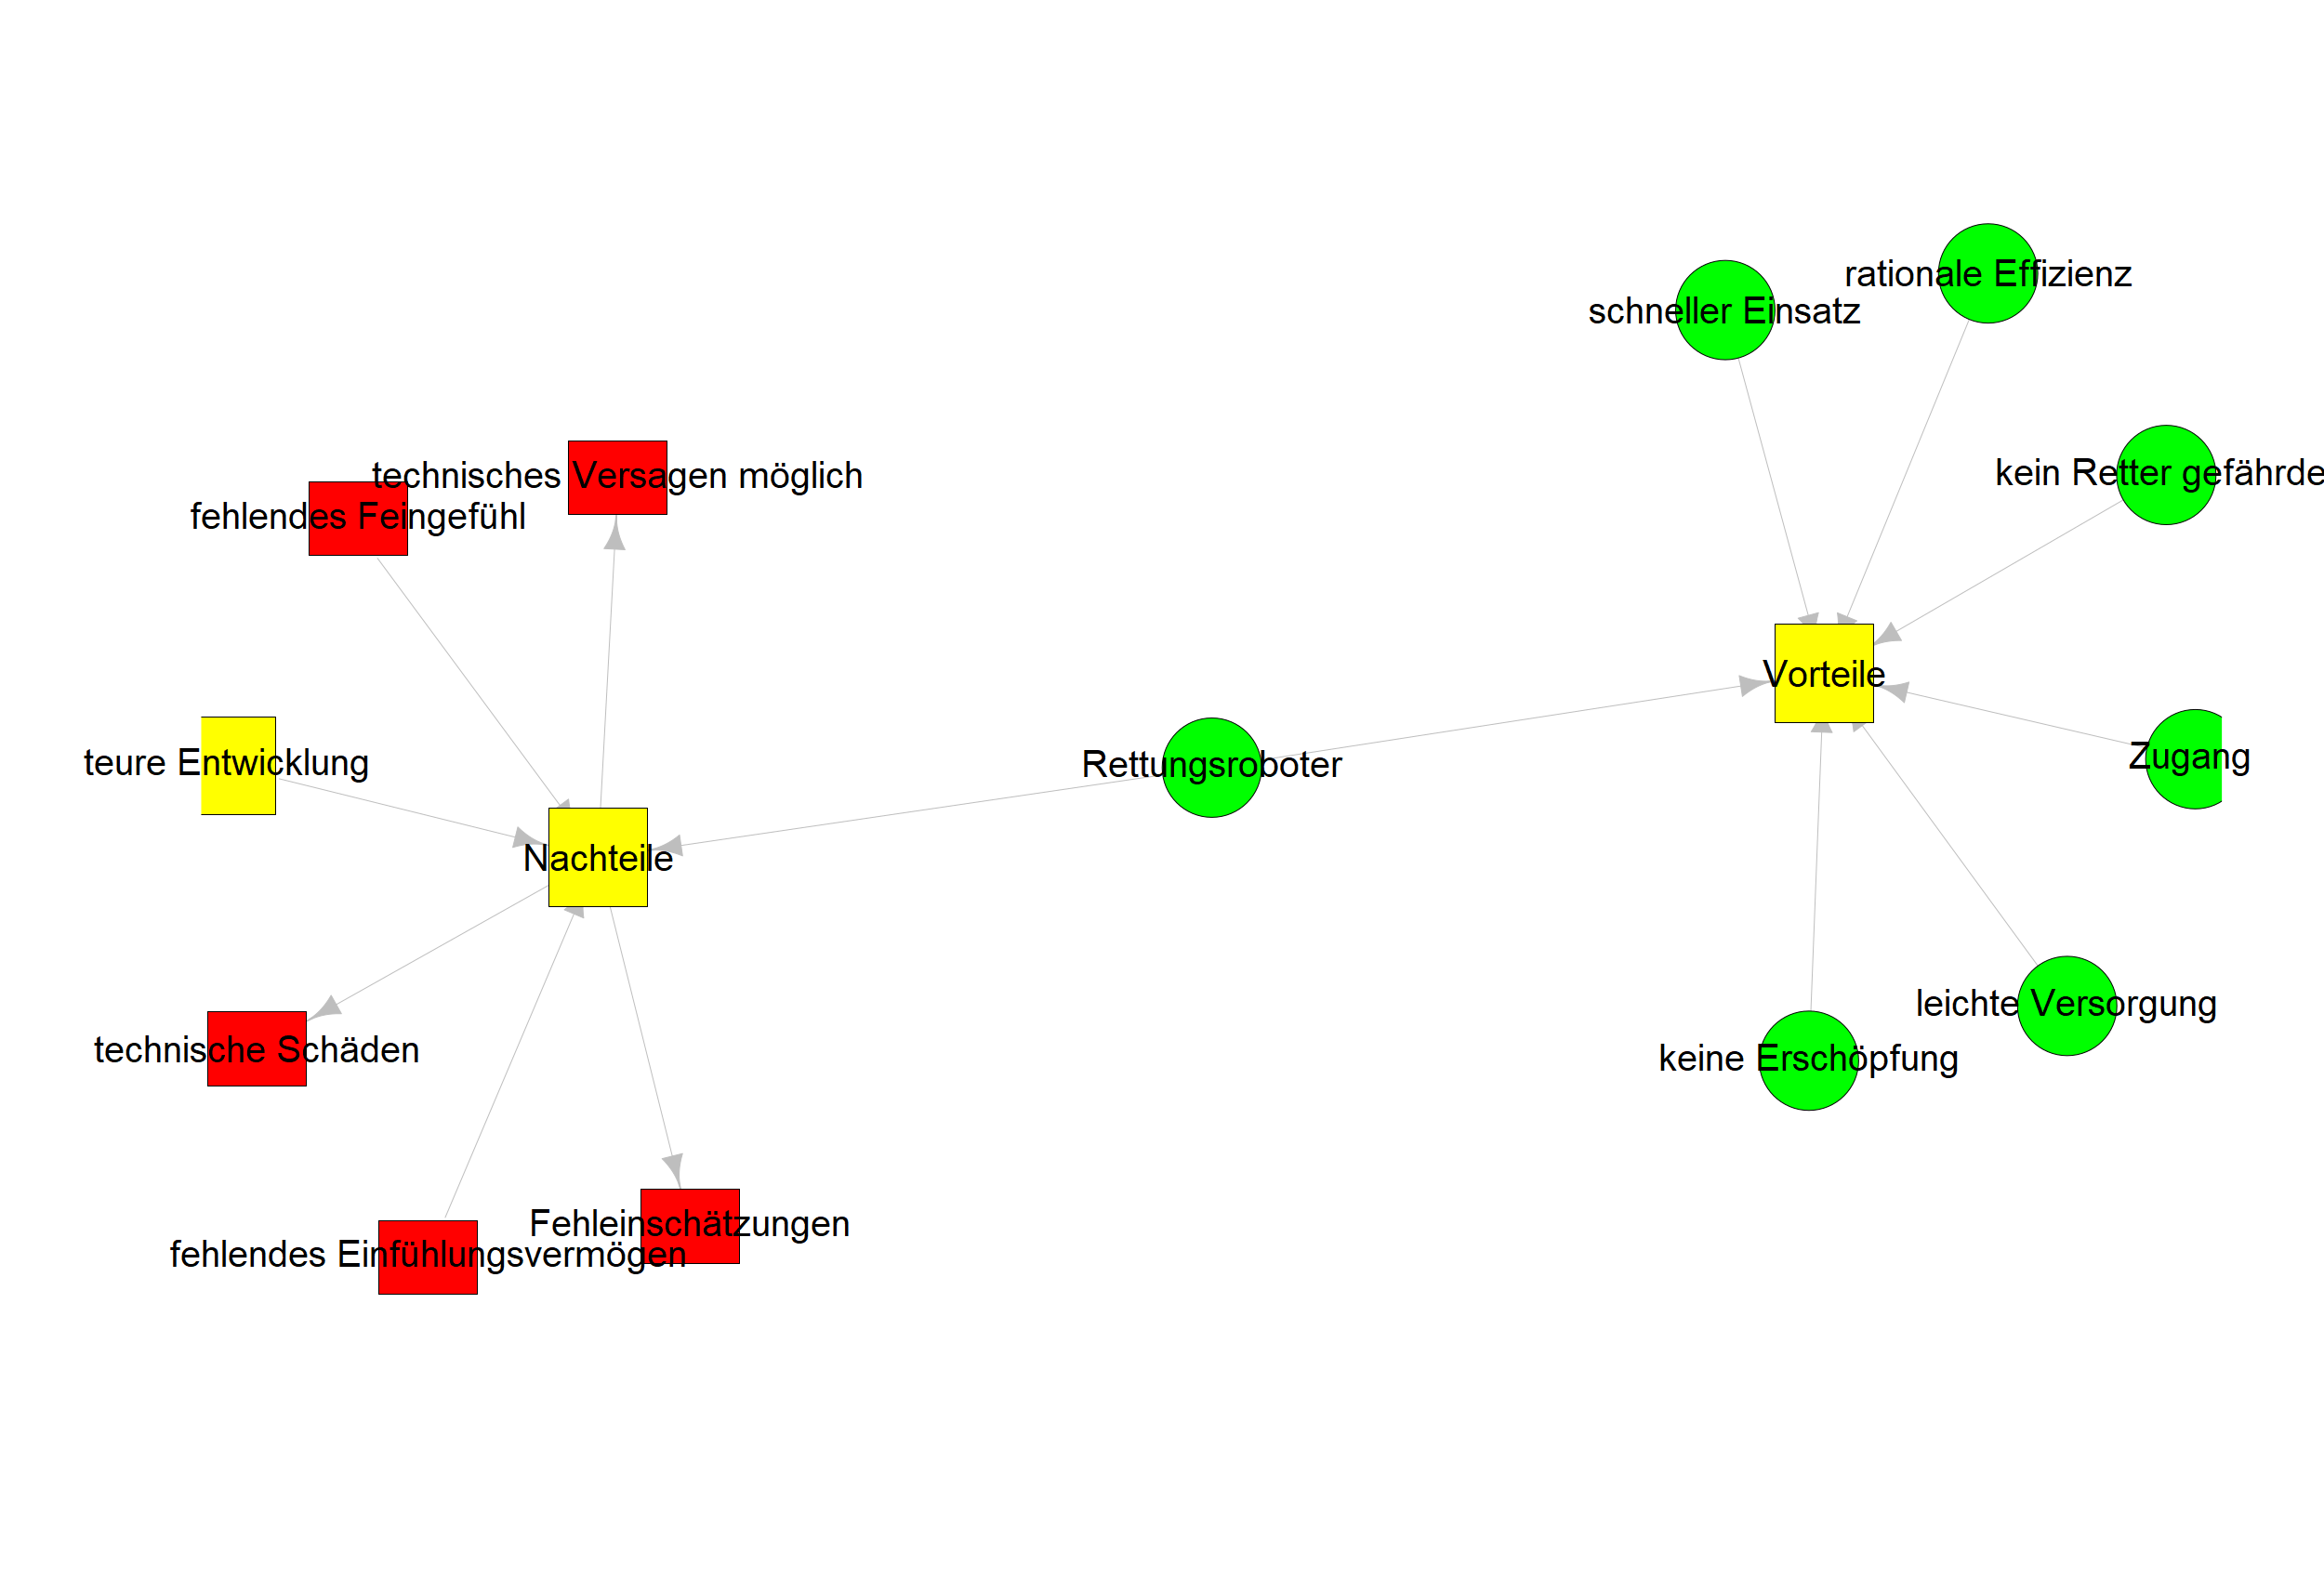 rationale Effizienz
schneller Einsatz
kein Retter gefährde
technisches Versagen möglich
fehlendes Feingefühl
Vorteile
Zugang
teure Entwicklung
Rettungsroboter
Nachteile
leichte Versorgung
technische Schäden
keine Erschöpfung
Fehleinschätzungen
fehlendes Einfühlungsvermögen